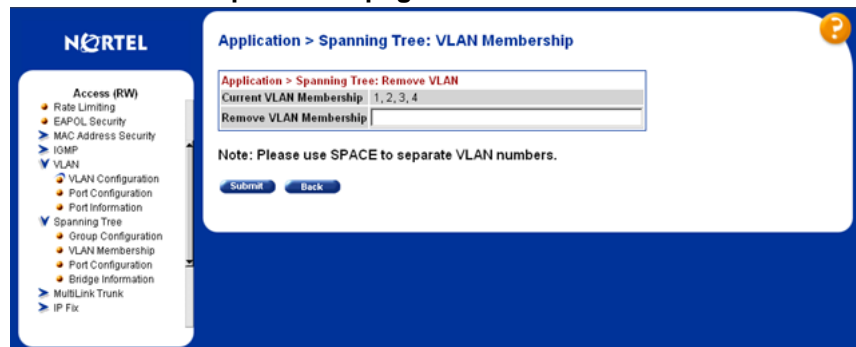 NORTEL
Access (RW)
Rate Limiting
EAPOL Security
MAC Address Security
IGMP
VLAN
VLAN Configuration
Port Configuration
Port Information
Spanning Tree
Group Configuration
VLAN Membership
Port Configuration
Bridge Information
MultiLink Trunk
IP Fix
Application > Spanning Tree: VLAN Membership
?
Application > Spanning Tree: Remove VLAN
Current VLAN Membership 1, 2, 3, 4
Remove VLAN Membership
Note: Please use SPACE to separate VLAN numbers.
Submit Back